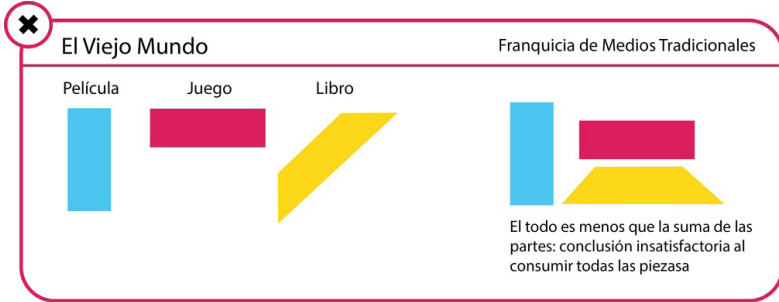 El Viejo Mundo
Franquicia de Medios Tradicionales
Película
Juego
Libro
El todo es menos que la suma de las
partes: conclusión insatisfactoria al
consumir todas las piezasa